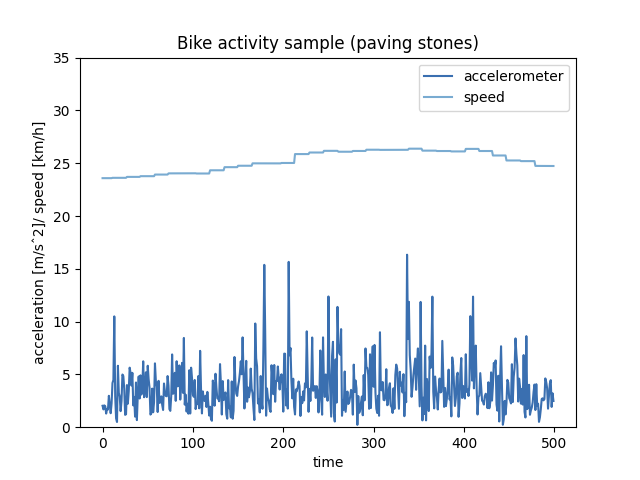 Bike activity sample (paving stones)
accelerometer
speed
acceleration [m/sˆ2]/ speed [km/h]
35
30
25
20
15
10
5
0
0
100
200
300
400
500
time